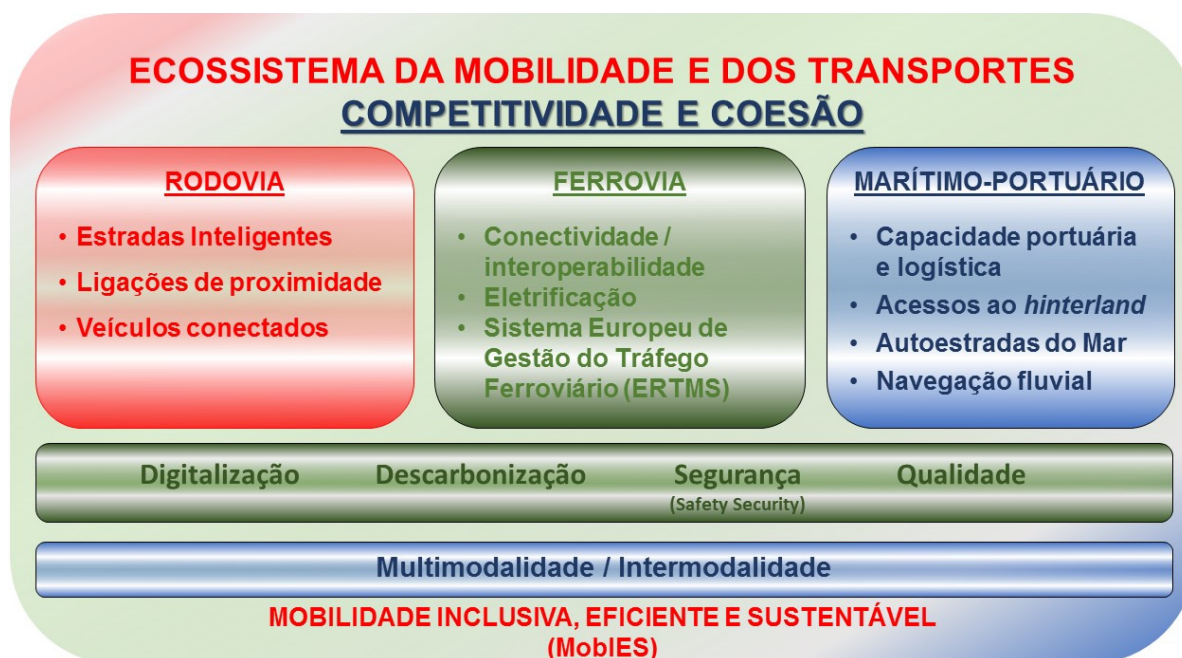 ECOSSISTEMA DA MOBILIDADE E DOS TRANSPORTES
COMPETITIVIDADE E COESÃO
RODOVIA
• Estradas Inteligentes
• Ligações de proximidade
• Veículos conectados
FERROVIA
• Conectividade /
interoperabilidade
• Eletrificação
• Sistema Europeu de
Gestão do Tráfego
Ferroviário (ERTMS)
MARÍTIMO-PORTUÁRIO
• Capacidade portuária
e logística
• Acessos ao hinterland
• Autoestradas do Mar
• Navegação fluvial
Digitalização Descarbonização Segurança Qualidade
(Safety Security)
Multimodalidade / Intermodalidade
MOBILIDADE INCLUSIVA, EFICIENTE E SUSTENTÁVEL
(MobIES)